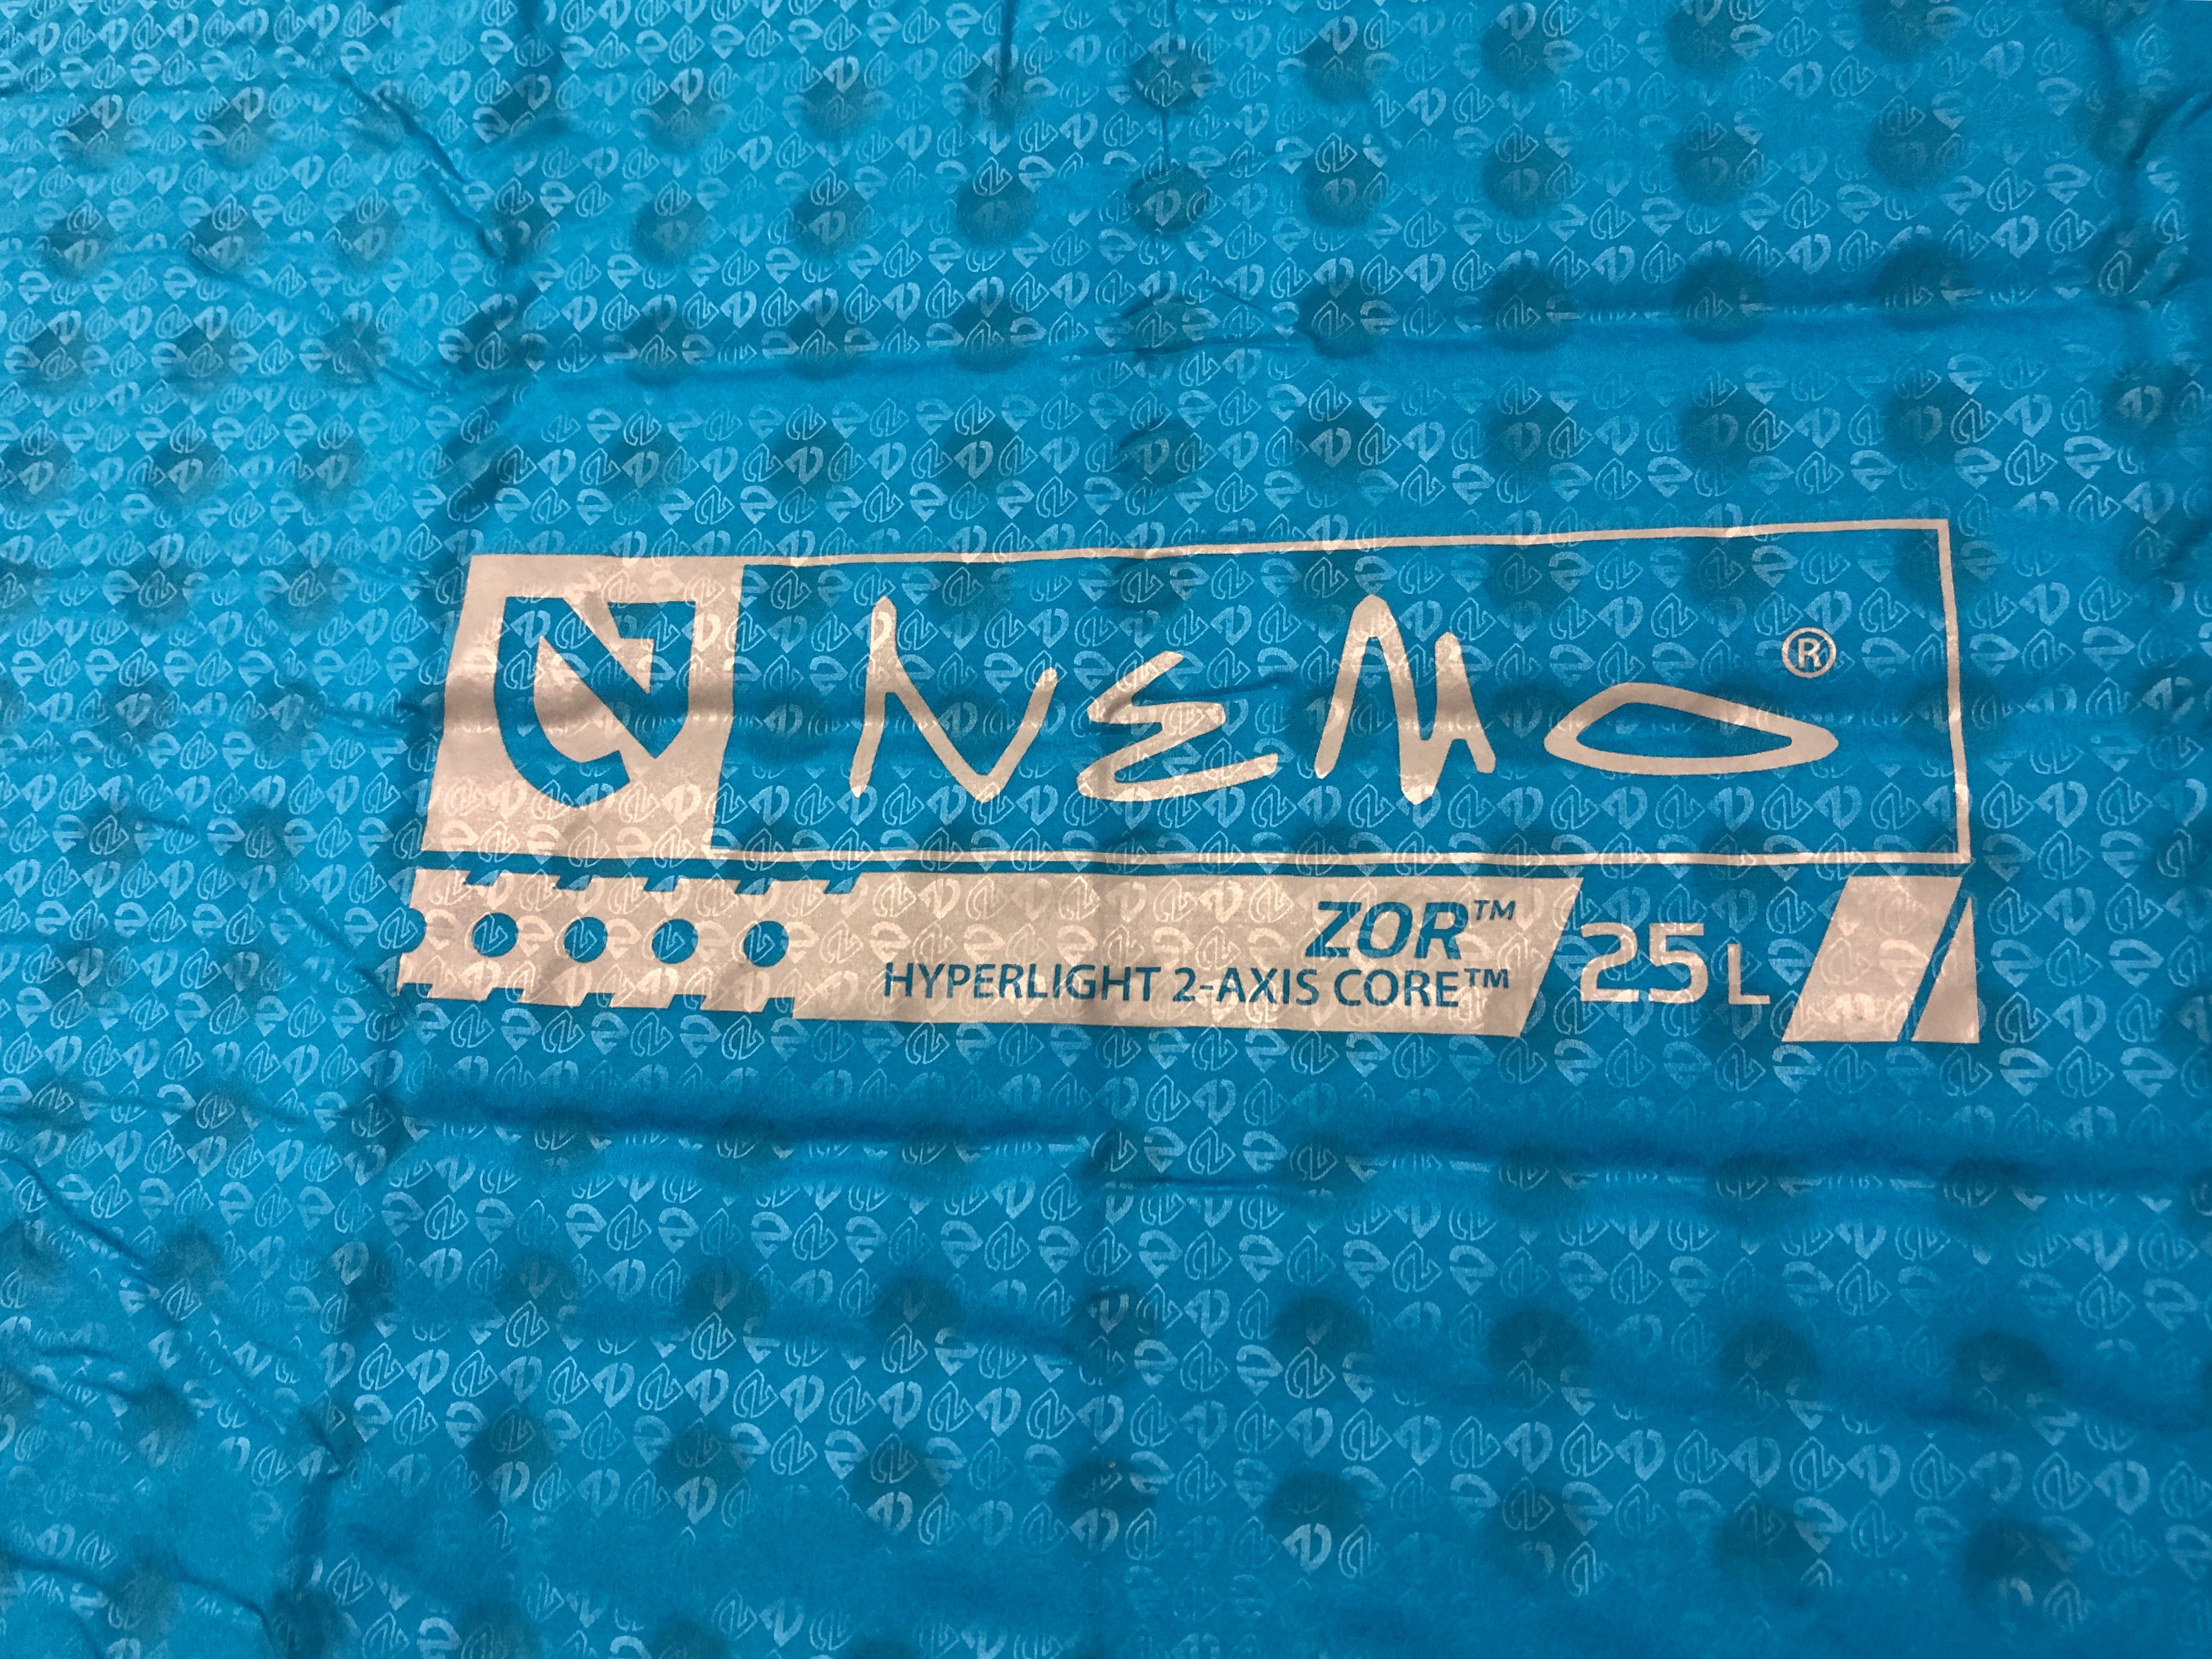 NEMO®
ZOR™
HYPERLIGHT 2-AXIS CORE™
25L